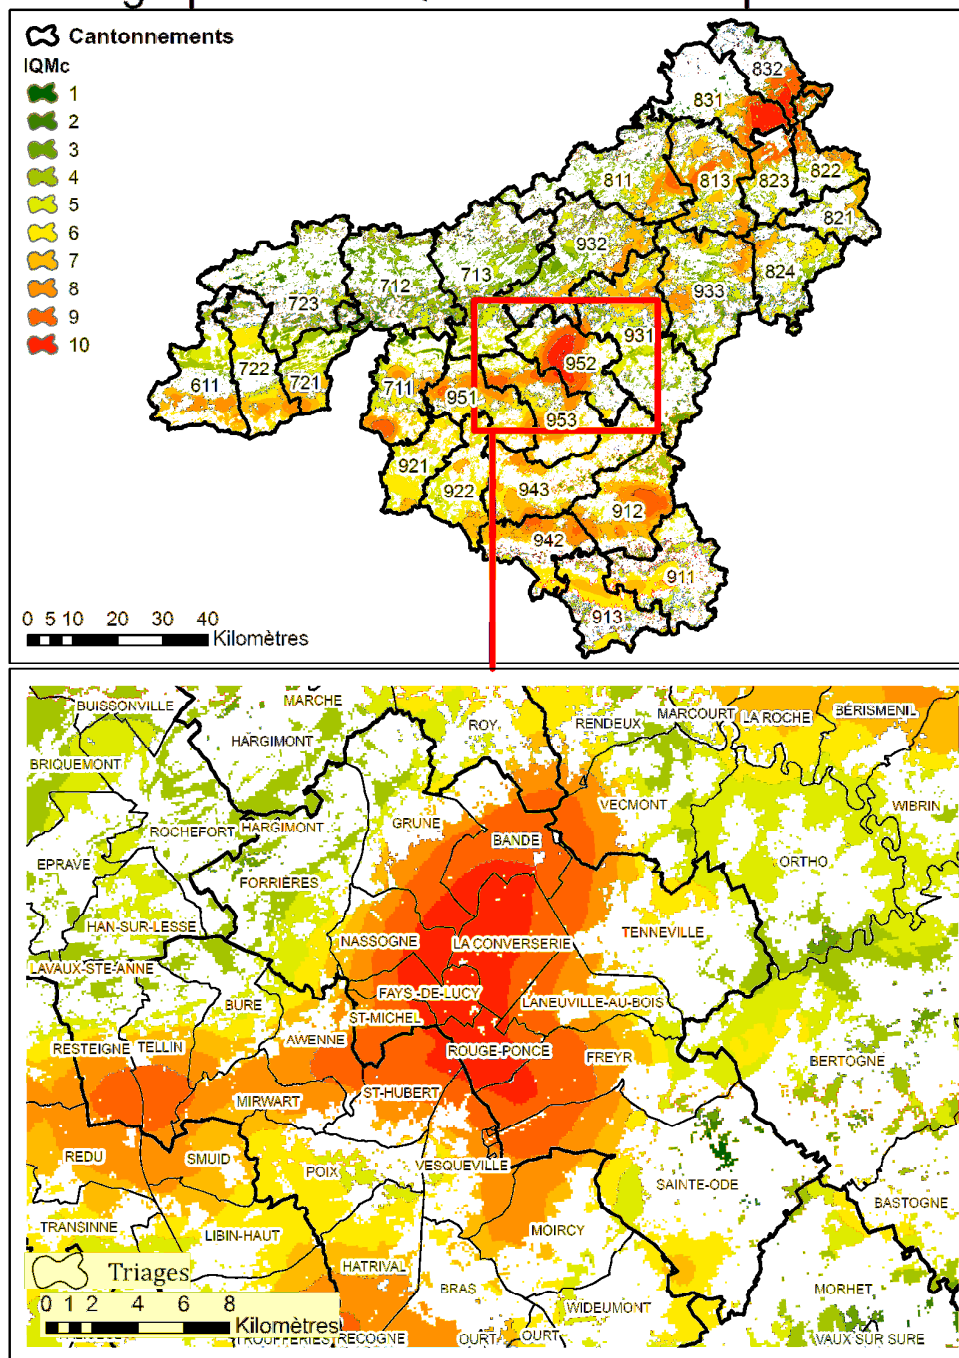 Cantonnements
IQMc
1
2
3
4
5
6
7
8
9
10
832
831
811
813
823
822
821
932
824
933
713
712
723
931
952
722
721
611
711
951
953
921
922
943
912
942
911
913
0 5 10 20 30 40
Kilomètres
BUISSONVILLE
MARCHE
ROY
RENDEUX
MARCOURT
LA ROCHE
BÉRISMENIL
HARGIMONT
BRIQUEMONT
VECMONT
WIBRIN
ROCHEFORT
HARGIMONT
GRUNE
BANDE
EPRAVE
ORTHO
FORRIÈRES
HAN-SUR-LESSE
NASSOGNE
LA CONVERSERIE
TENNEVILLE
LAVAUX-STE-ANNE
BURE
FAYS-DE-LUCY
LANEUVILLE-AU-BOIS
ST-MICHEL
RESTEIGNE
TELLIN
AWENNE
ROUGE-PONCE
FREYR
BERTOGNE
MIRWART
ST-HUBERT
REDU
SMUID
POIX
VESQUEVILLE
SAINTE-ODE
BASTOGNE
TRANSINNE
LIBIN-HAUT
MOIRCY
HATRIVAL
BRAS
MORHET
WIDEUMONT
Triages
0 1 2 4 6 8
Kilomètres
RECOGNE
OURT
OURT
VAUX SUR SURE